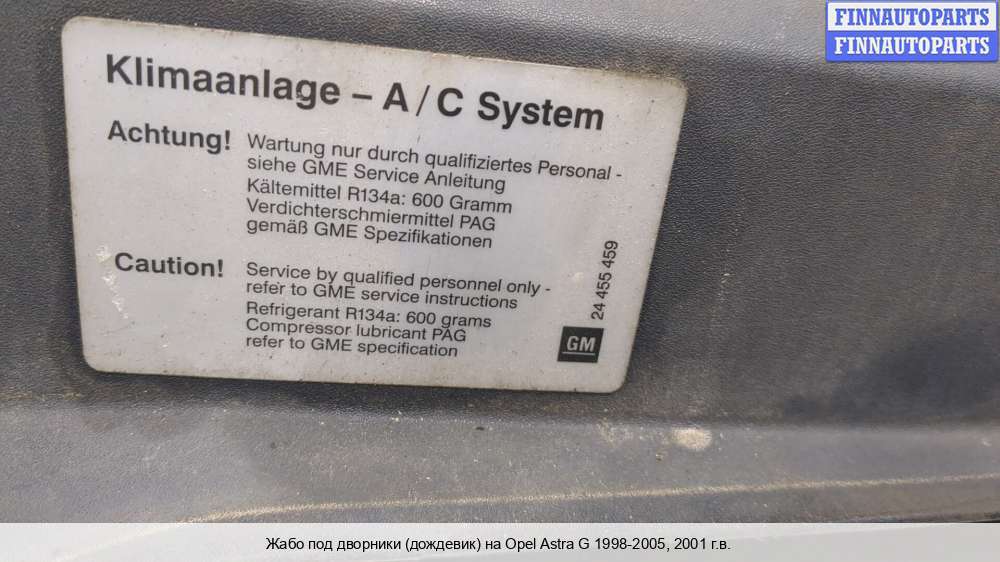 FINNAUTOPARTS
FINNAUTOPARTS
Klimaanlage – A / C System
Achtung! Wartung nur durch qualifiziertes Personal -
siehe GME Service Anleitung
Kältemittel R134a: 600 Gramm
Verdichterschmiermittel PAG
gemäß GME Spezifikationen
Caution! Service by qualified personnel only -
refer to GME service instructions
Refrigerant R134a: 600 grams
Compressor lubricant PAG
refer to GME specification
24 455 459
GM
Жабо под дворники (дождевик) на Opel Astra G 1998-2005, 2001 г.в.